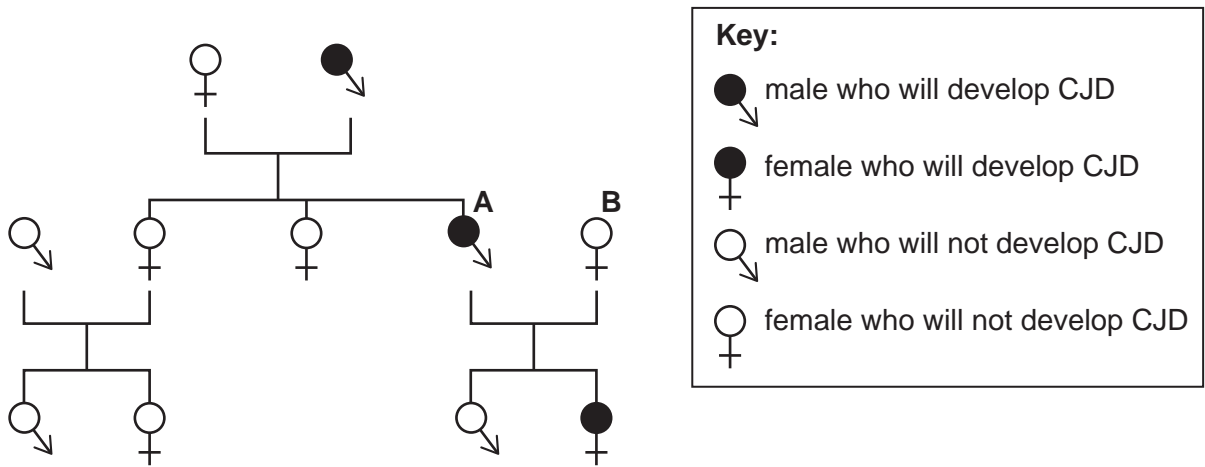 Key:
male who will develop CJD
female who will develop CJD
male who will not develop CJD
female who will not develop CJD
A
B